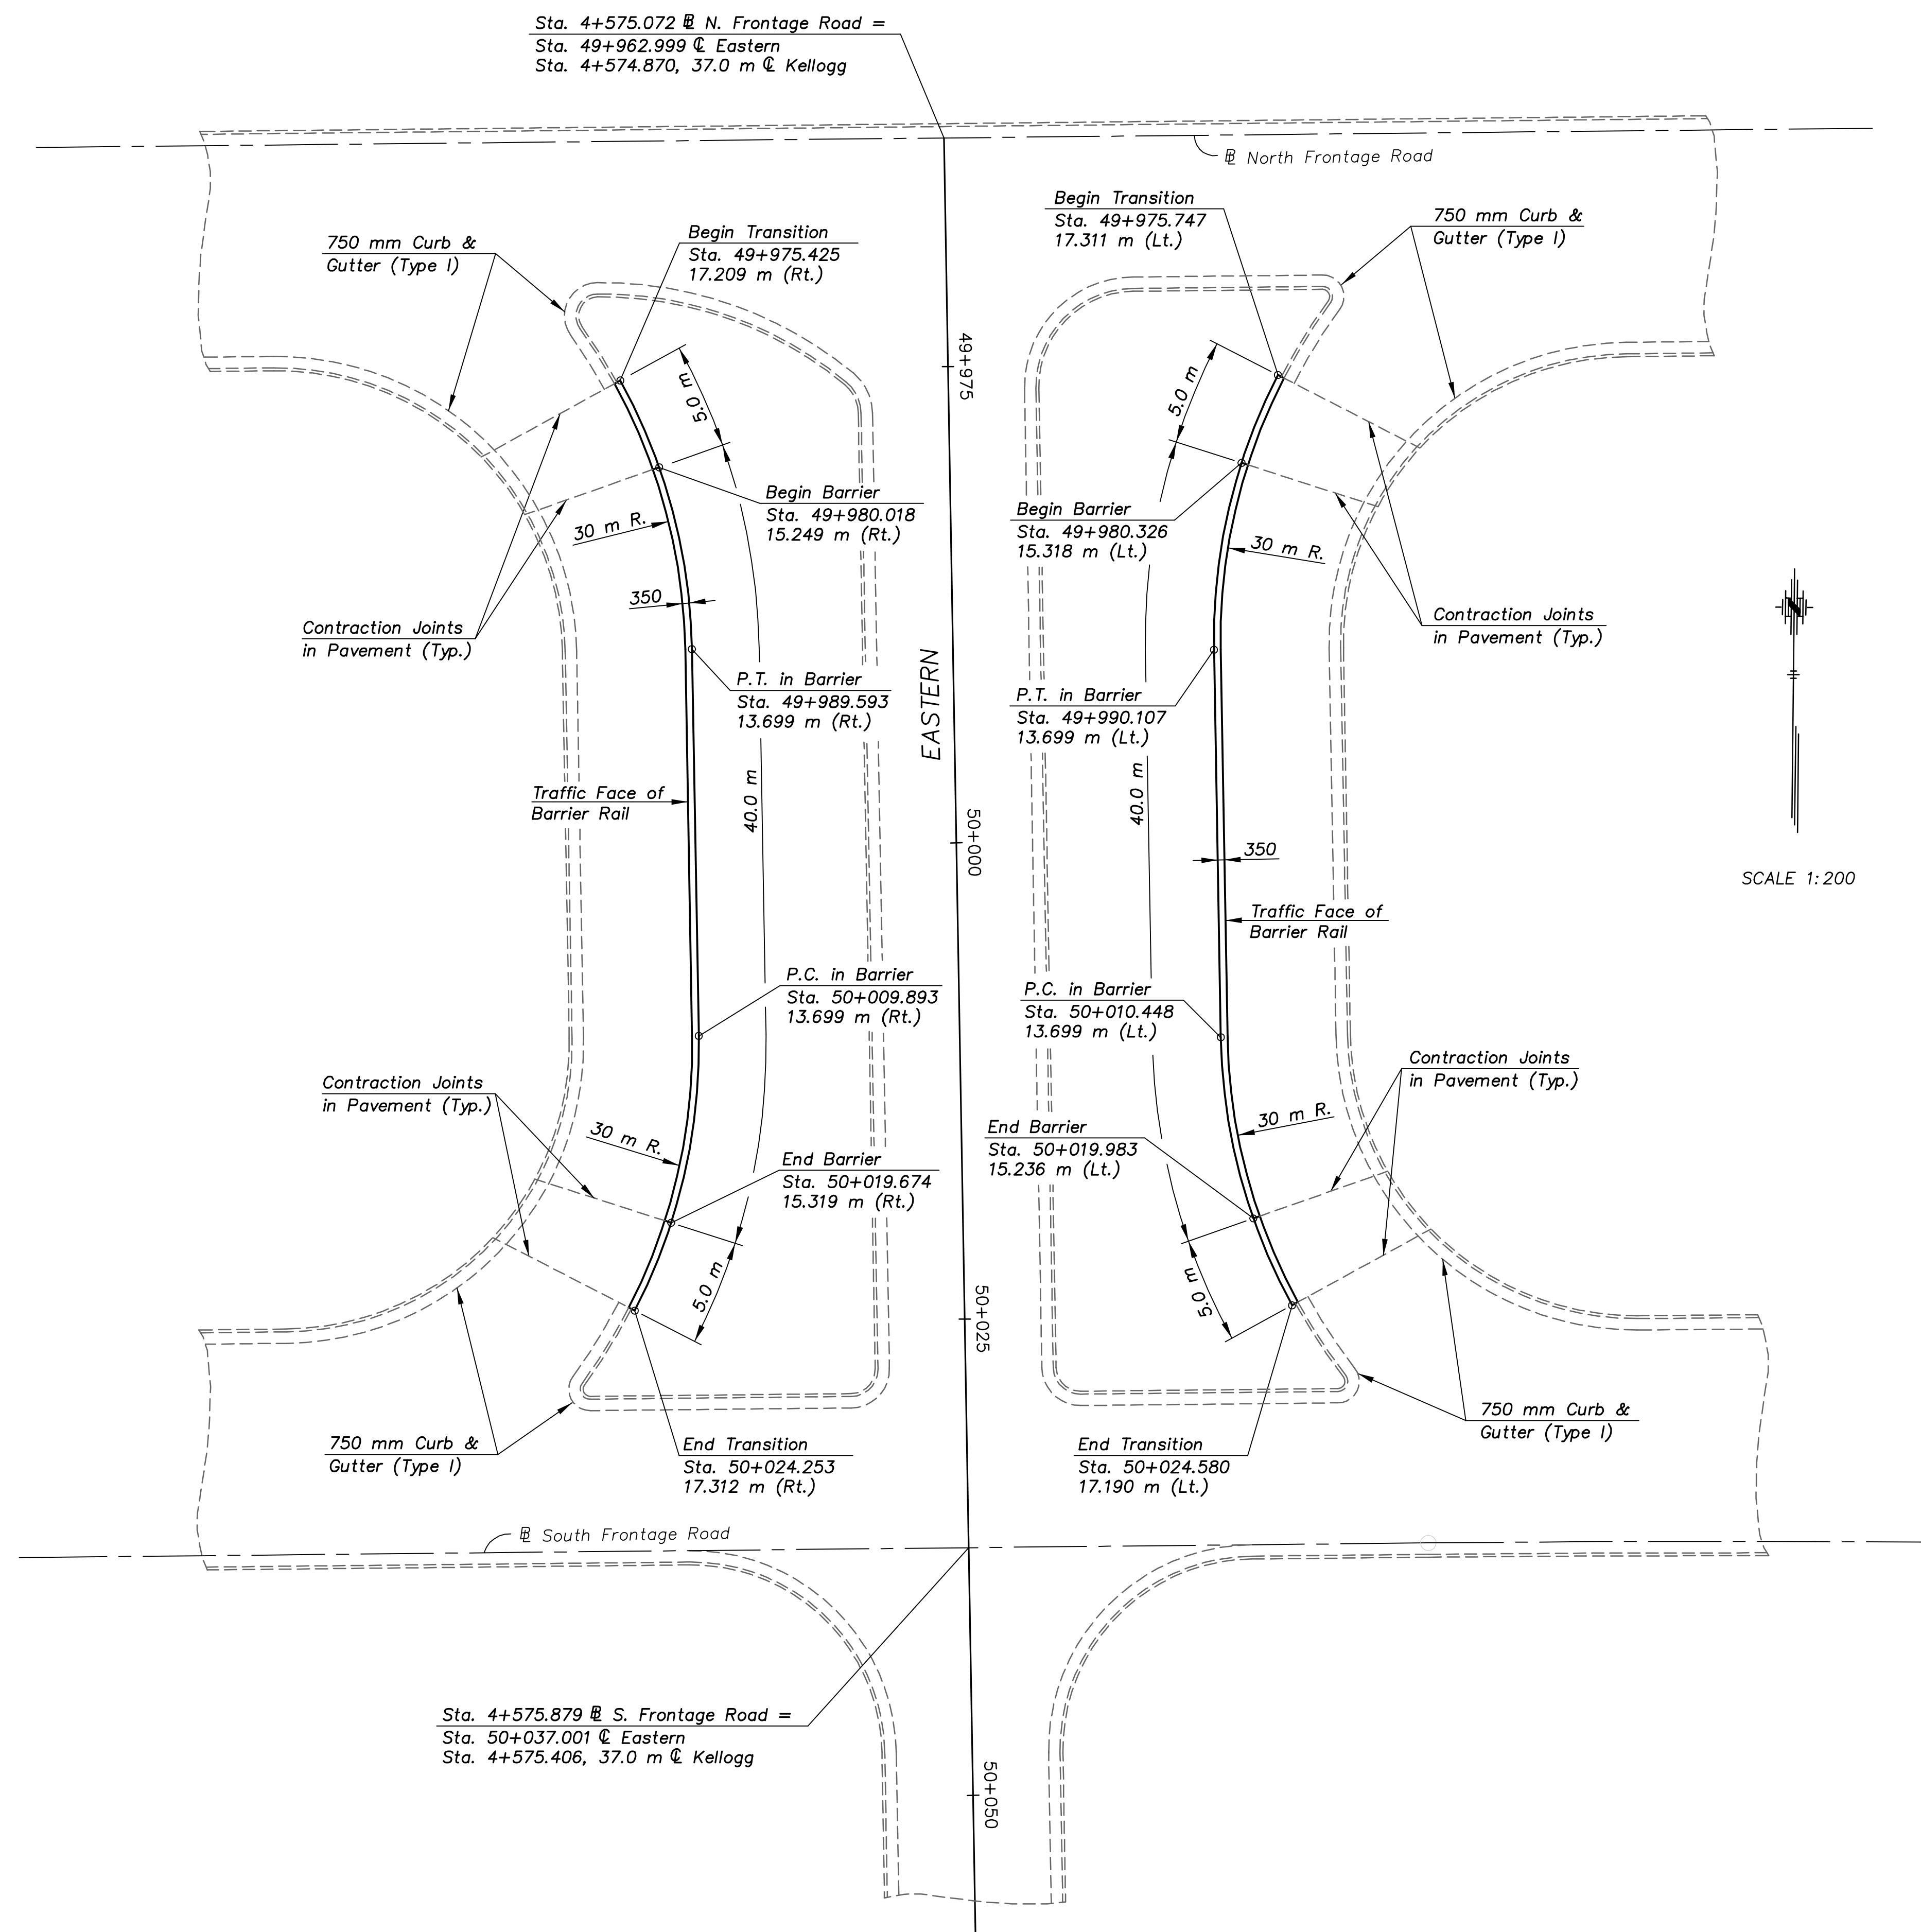 Sta. 4+575.072 ℄ N. Frontage Road =
Sta. 49+962.999 ℄ Eastern
Sta. 4+574.870, 37.0 m ℄ Kellogg
North Frontage Road
Begin Transition
Sta. 49+975.425
17.209 m (Rt.)
Begin Transition
Sta. 49+975.747
17.311 m (Lt.)
750 mm Curb &
Gutter (Type I)
750 mm Curb &
Gutter (Type I)
49+975
5.0 m
5.0 m
Begin Barrier
Sta. 49+980.018
15.249 m (Rt.)
Begin Barrier
Sta. 49+980.326
15.318 m (Lt.)
30 m R.
30 m R.
350
Contraction Joints
in Pavement (Typ.)
Contraction Joints
in Pavement (Typ.)
N
P.T. in Barrier
Sta. 49+989.593
13.699 m (Rt.)
EASTERN
P.T. in Barrier
Sta. 49+990.107
13.699 m (Lt.)
Traffic Face of
Barrier Rail
40.0 m
40.0 m
50+000
350
SCALE 1:200
Traffic Face of
Barrier Rail
P.C. in Barrier
Sta. 50+009.893
13.699 m (Rt.)
P.C. in Barrier
Sta. 50+010.448
13.699 m (Lt.)
Contraction Joints
in Pavement (Typ.)
Contraction Joints
in Pavement (Typ.)
30 m R.
30 m R.
End Barrier
Sta. 50+019.674
15.319 m (Rt.)
End Barrier
Sta. 50+019.983
15.236 m (Lt.)
5.0 m
5.0 m
50+025
750 mm Curb &
Gutter (Type I)
750 mm Curb &
Gutter (Type I)
End Transition
Sta. 50+024.253
17.312 m (Rt.)
End Transition
Sta. 50+024.580
17.190 m (Lt.)
South Frontage Road
Sta. 4+575.879 ℄ S. Frontage Road =
Sta. 50+037.001 ℄ Eastern
Sta. 4+575.406, 37.0 m ℄ Kellogg
50+050